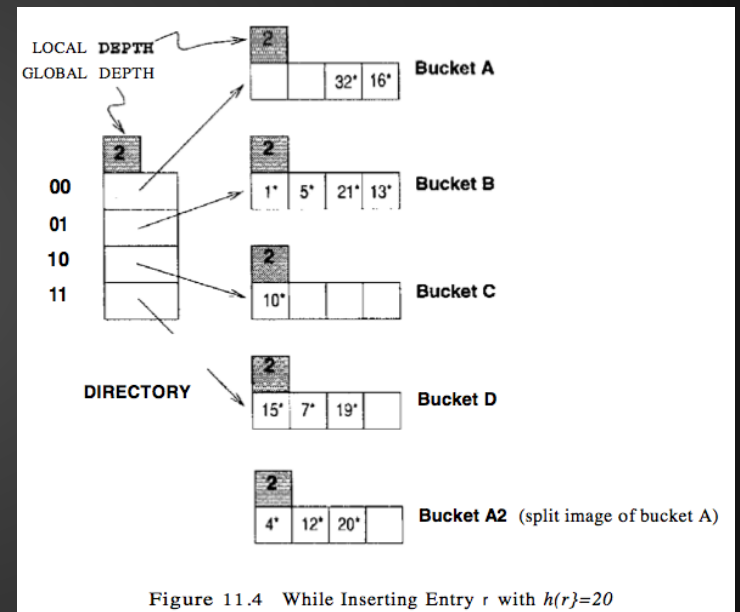 LOCAL DEPTH
GLOBAL DEPTH
2
2
32* 16*
Bucket A
2
1* 5* 21* 13*
Bucket B
2
10*
Bucket C
2
15* 7* 19*
Bucket D
2
4* 12* 20*
Bucket A2 (split image of bucket A)
00
01
10
11
DIRECTORY
Figure 11.4 While Inserting Entry r with h(r}=20